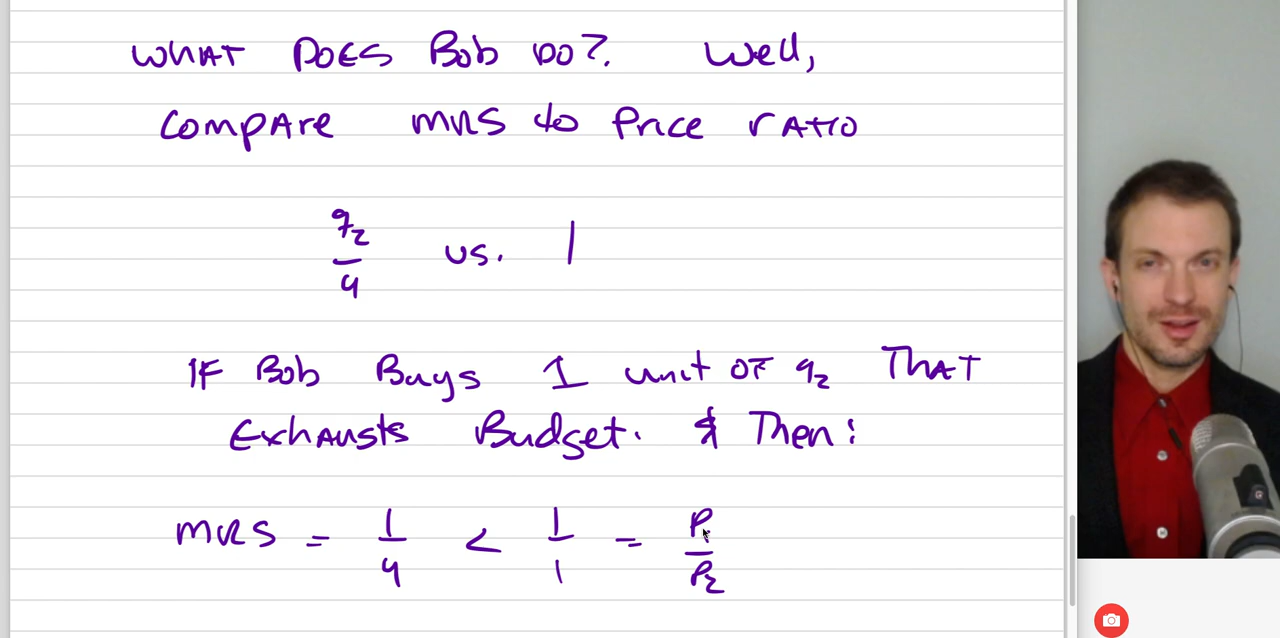 WHAT DOES Bob DO? Well,
COMPARE MRS to Price RATIO
q2/4 vs. 1
IF Bob Buys 1 unit OF q2 THAT
ExhAusts Budget. & Then:
MRS = 1/4 < 1/1 = P/P2